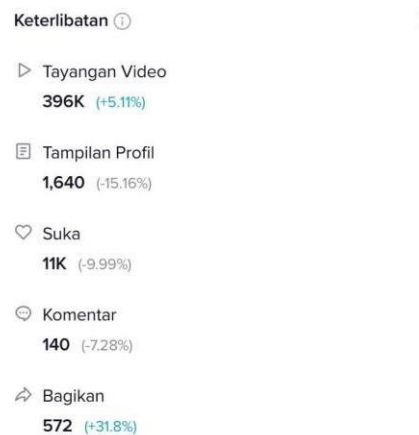 Keterlibatan
Tayangan Video
396K (+5.11%)
Tampilan Profil
1,640 (-15.16%)
Suka
11K (-9.99%)
Komentar
140 (-7.28%)
Bagikan
572 (+31.8%)